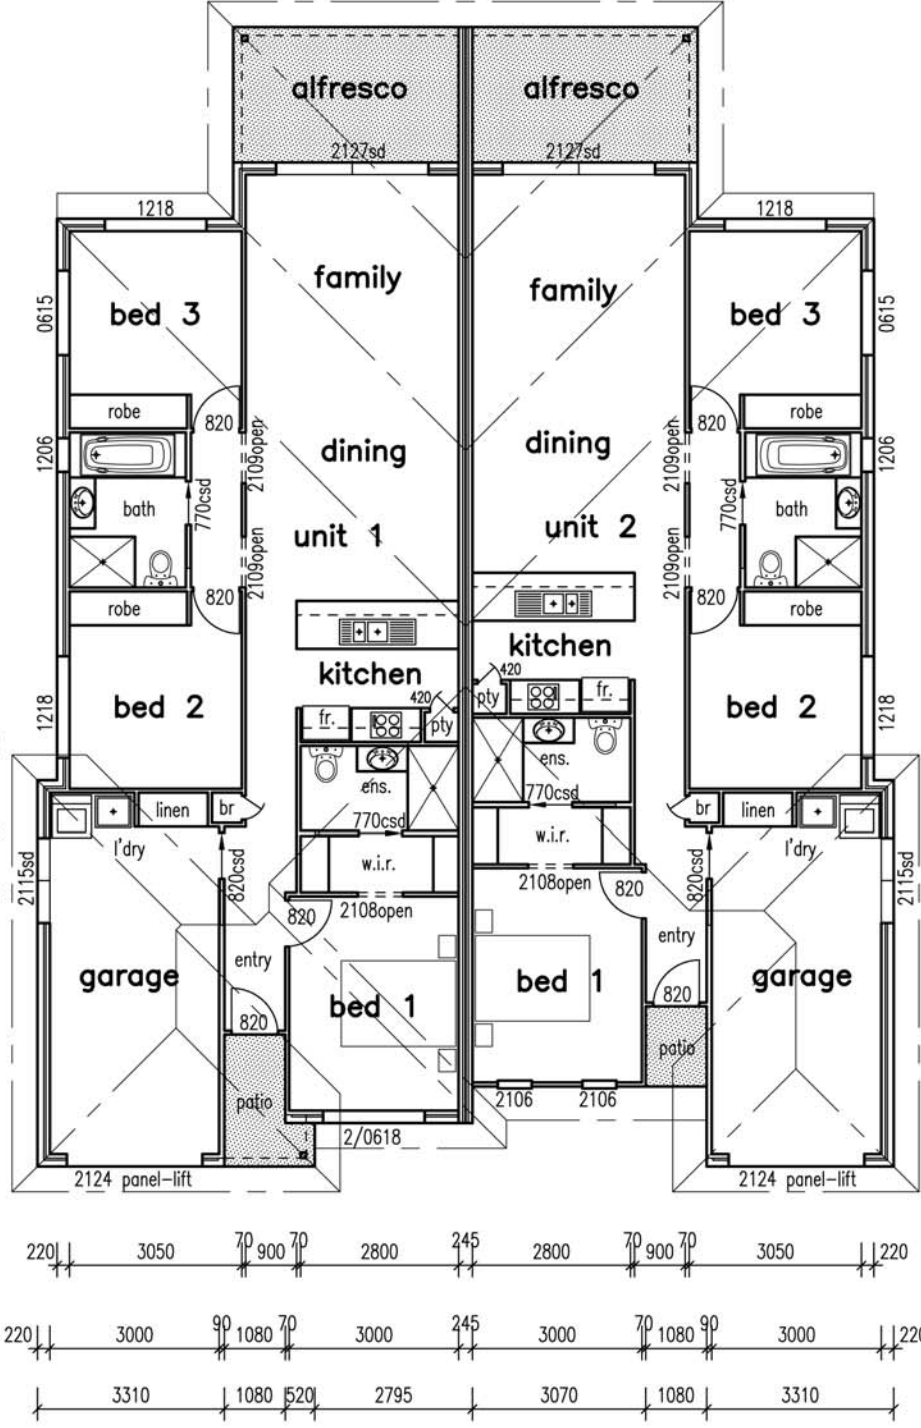 alfresco alfresco
2127sd 2127sd
1218 1218
family family
bed 3 bed 3
0615 0615
robe 820 820 robe
1206 2109open dining dining 2109open 1206
bath 770csd 770csd bath
unit 1 unit 2
2109open 2109open
robe 820 820 robe
kitchen kitchen
420 420
bed 2 fr. pty pty fr. bed 2
1218 1218
ens. ens.
770csd 770csd
linen br br linen
l'dry w.i.r. w.i.r. l'dry
2115sd 820csd 820csd 2115sd
2108open 2108open
820 820
entry entry
garage bed 1 bed 1 garage
820 820
patio patio
2106 2106
2/0618
2124 panel-lift 2124 panel-lift
220 3050 70 900 70 2800 245 2800 70 900 70 3050 220
220 3000 90 1080 70 3000 245 3000 70 1080 90 3000 220
3310 1080 520 2795 3070 1080 3310